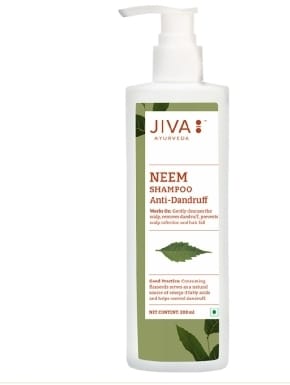 JIVA
AYURVEDA
NEEM
SHAMPOO
Anti-Dandruff
Works On: Gently cleanses the
scalp, removes dandruff, prevents
scalp infection and hair fall
Good Practice: Consuming
flaxseeds serves as a natural
source of omega-3 fatty acids
and helps control dandruff.
NET CONTENT: 200 ml